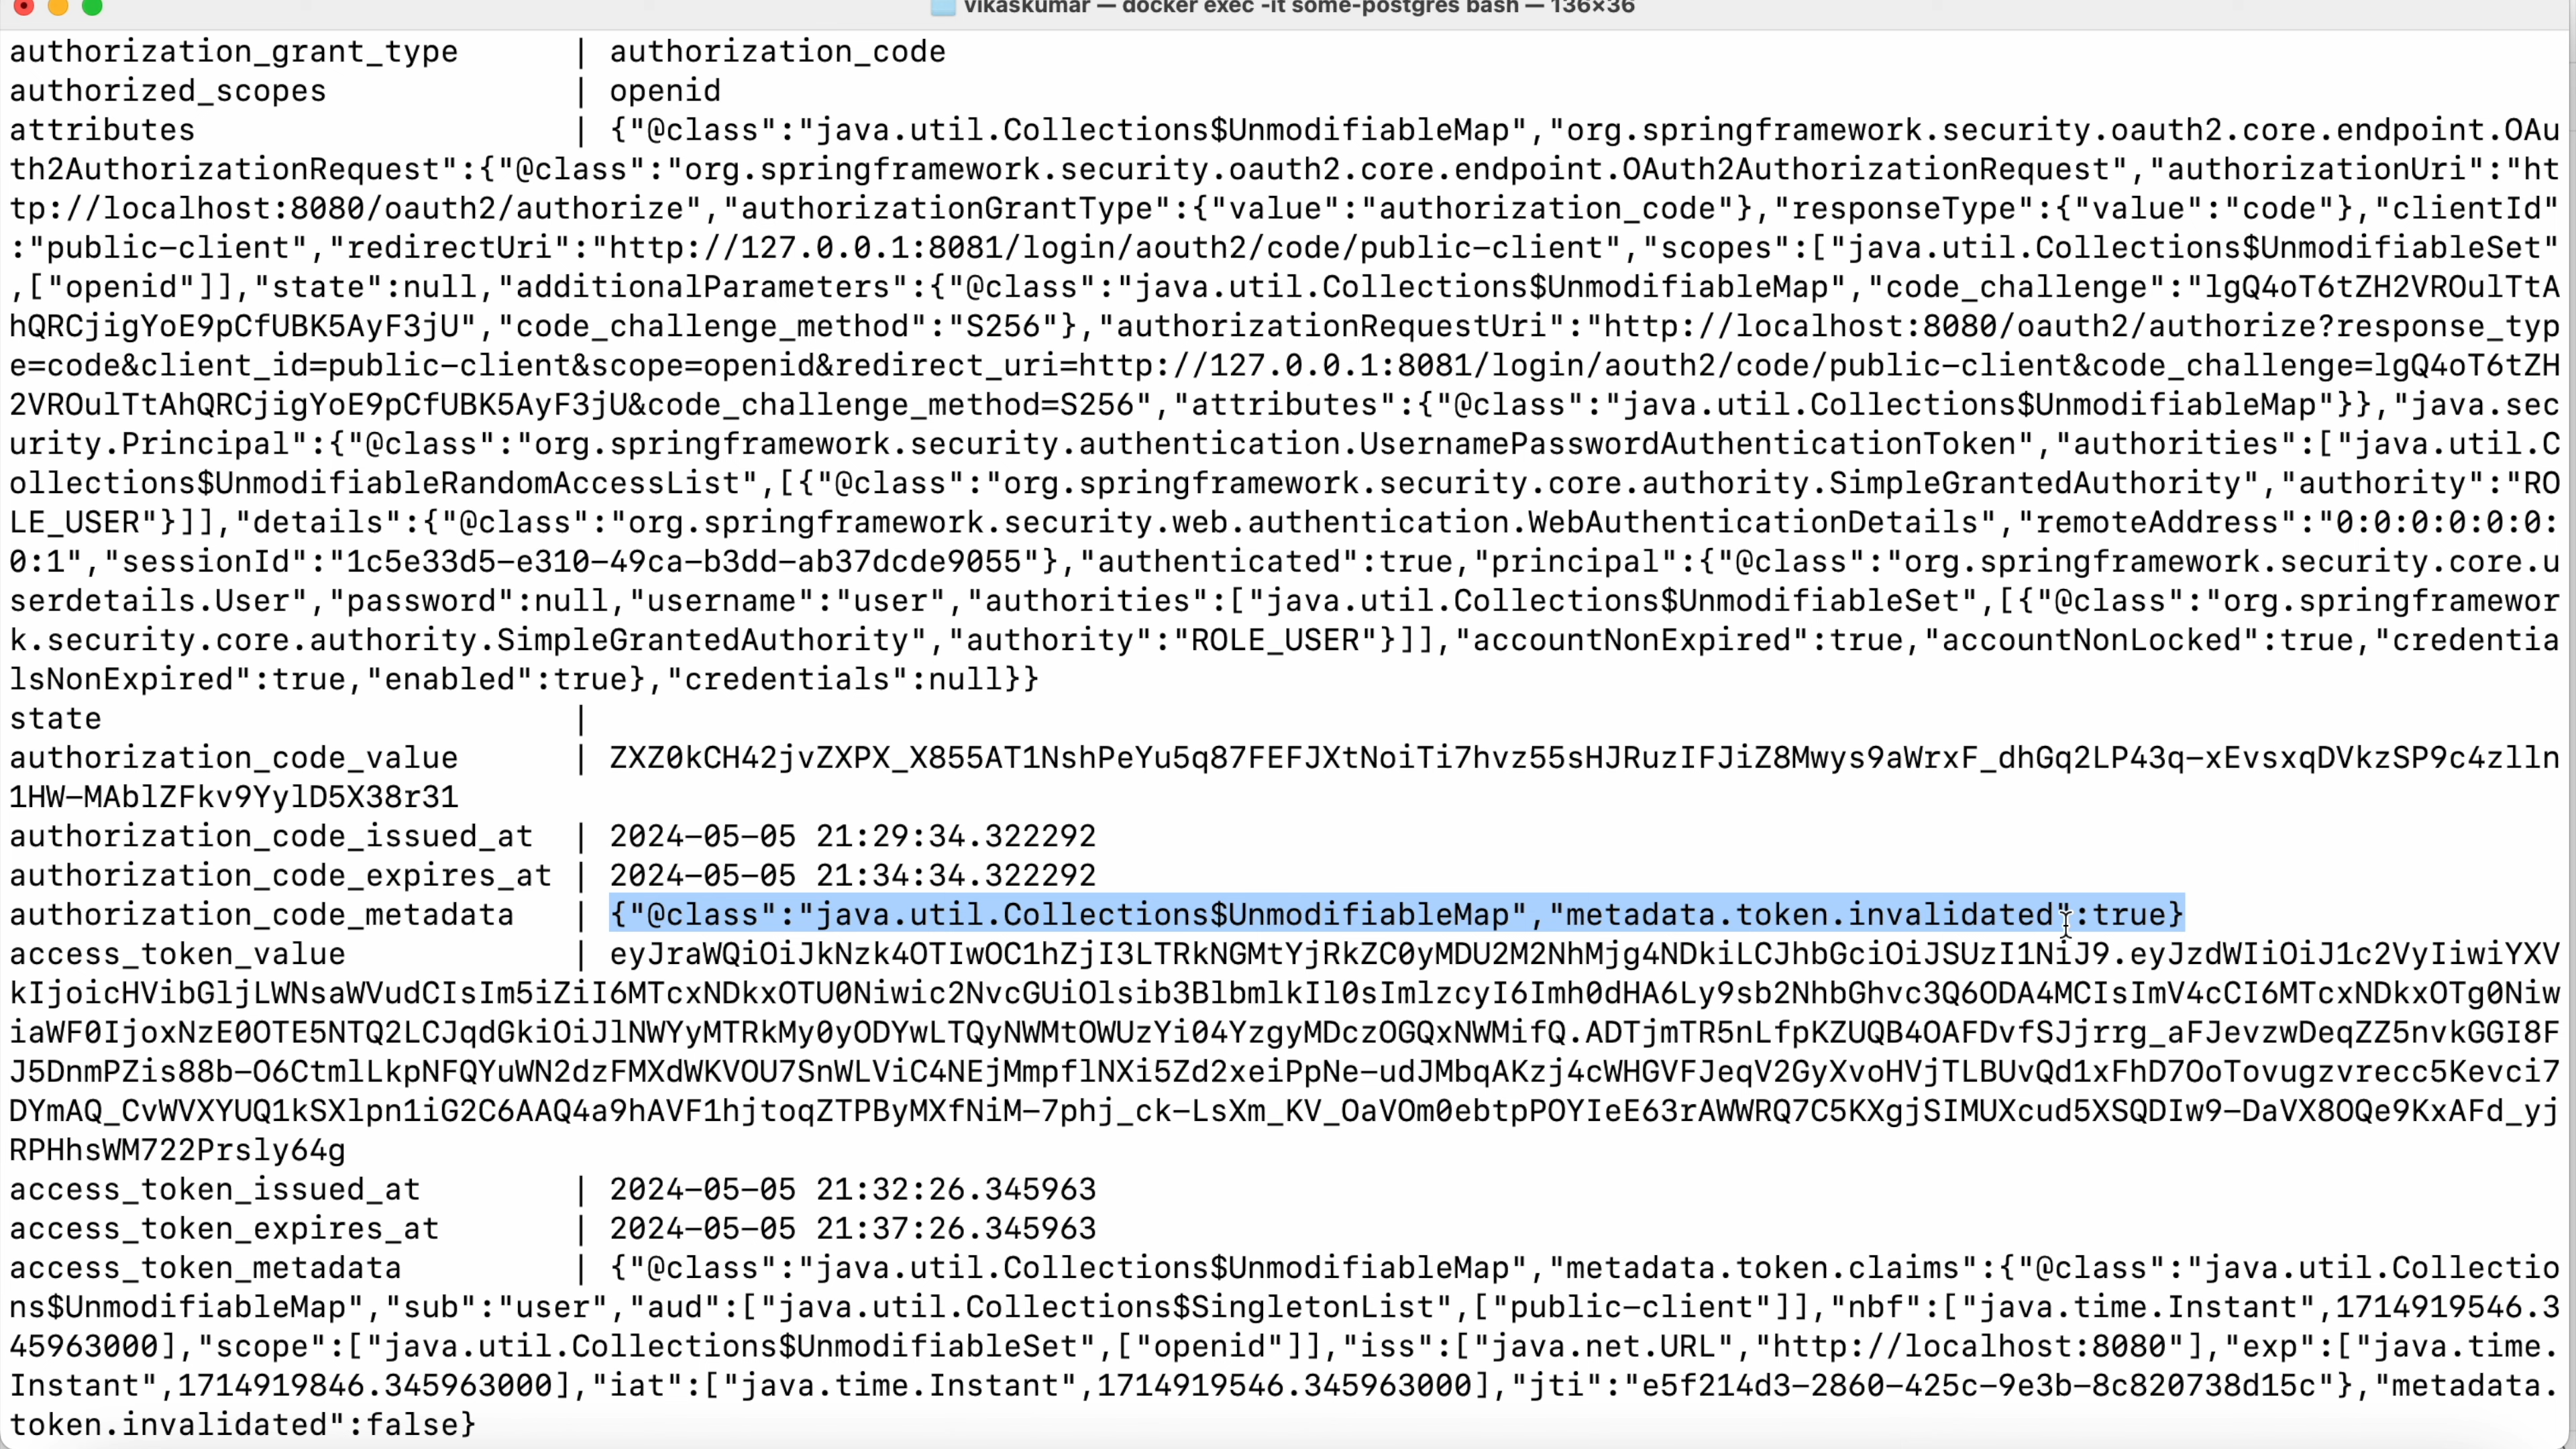 vikaskumar — docker exec -it some-postgres bash — 136×36
authorization_grant_type | authorization_code
authorized_scopes | openid
attributes | {"@class":"java.util.Collections$UnmodifiableMap","org.springframework.security.oauth2.core.endpoint.OAu
th2AuthorizationRequest":{"@class":"org.springframework.security.oauth2.core.endpoint.OAuth2AuthorizationRequest","authorizationUri":"ht
tp://localhost:8080/oauth2/authorize","authorizationGrantType":{"value":"authorization_code"},"responseType":{"value":"code"},"clientId"
:"public-client","redirectUri":"http://127.0.0.1:8081/login/aouth2/code/public-client","scopes":["java.util.Collections$UnmodifiableSet"
,["openid"]],"state":null,"additionalParameters":{"@class":"java.util.Collections$UnmodifiableMap","code_challenge":"lgQ4oT6tZH2VROulTtA
hQRCjigYoE9pCfUBK5AyF3jU","code_challenge_method":"S256"},"authorizationRequestUri":"http://localhost:8080/oauth2/authorize?response_typ
e=code&client_id=public-client&scope=openid&redirect_uri=http://127.0.0.1:8081/login/aouth2/code/public-client&code_challenge=lgQ4oT6tZH
2VROulTtAhQRCjigYoE9pCfUBK5AyF3jU&code_challenge_method=S256","attributes":{"@class":"java.util.Collections$UnmodifiableMap"}},"java.sec
urity.Principal":{"@class":"org.springframework.security.authentication.UsernamePasswordAuthenticationToken","authorities":["java.util.C
ollections$UnmodifiableRandomAccessList",[{"@class":"org.springframework.security.core.authority.SimpleGrantedAuthority","authority":"RO
LE_USER"}]],"details":{"@class":"org.springframework.security.web.authentication.WebAuthenticationDetails","remoteAddress":"0:0:0:0:0:0:
0:1","sessionId":"1c5e33d5-e310-49ca-b3dd-ab37dcde9055"},"authenticated":true,"principal":{"@class":"org.springframework.security.core.u
serdetails.User","password":null,"username":"user","authorities":["java.util.Collections$UnmodifiableSet",[{"@class":"org.springframewor
k.security.core.authority.SimpleGrantedAuthority","authority":"ROLE_USER"}]],"accountNonExpired":true,"accountNonLocked":true,"credentia
lsNonExpired":true,"enabled":true},"credentials":null}}
state |
authorization_code_value | ZXZ0kCH42jvZXPX_X855AT1NshPeYu5q87FEFJXtNoiTi7hvz55sHJRuzIFJiZ8Mwys9aWrxF_dhGq2LP43q-xEvsxqDVkzSP9c4zlln
1HW-MAblZFkv9YylD5X38r31
authorization_code_issued_at | 2024-05-05 21:29:34.322292
authorization_code_expires_at | 2024-05-05 21:34:34.322292
authorization_code_metadata | {"@class":"java.util.Collections$UnmodifiableMap","metadata.token.invalidated":true}
access_token_value | eyJraWQiOiJkNzk4OTIwOC1hZjI3LTRkNGMtYjRkZC0yMDU2M2NhMjg4NDkiLCJhbGciOiJSUzI1NiJ9.eyJzdWIiOiJ1c2VyIiwiYXV
kIjoicHVibGljLWNsaWVudCIsIm5iZiI6MTcxNDkxOTU0Niwic2NvcGUiOlsib3BlbmlkIl0sImlzcyI6Imh0dHA6Ly9sb2NhbGhvc3Q6ODA4MCIsImV4cCI6MTcxNDkxOTg0Niw
iaWF0IjoxNzE0OTE5NTQ2LCJqdGkiOiJlNWYyMTRkMy0yODYwLTQyNWMtOWUzYi04YzgyMDczOGQxNWMifQ.ADTjmTR5nLfpKZUQB4OAFDvfSJjrrg_aFJevzwDeqZZ5nvkGGI8F
J5DnmPZis88b-O6CtmlLkpNFQYuWN2dzFMXdWKVOU7SnWLViC4NEjMmpflNXi5Zd2xeiPpNe-udJMbqAKzj4cWHGVFJeqV2GyXvoHVjTLBUvQd1xFhD7OoTovugzvrecc5Kevci7
DYmAQ_CvWVXYUQ1kSXlpn1iG2C6AAQ4a9hAVF1hjtoqZTPByMXfNiM-7phj_ck-LsXm_KV_OaVOm0ebtpPOYIeE63rAWWRQ7C5KXgjSIMUXcud5XSQDIw9-DaVX8OQe9KxAFd_yj
RPHhsWM722Prsly64g
access_token_issued_at | 2024-05-05 21:32:26.345963
access_token_expires_at | 2024-05-05 21:37:26.345963
access_token_metadata | {"@class":"java.util.Collections$UnmodifiableMap","metadata.token.claims":{"@class":"java.util.Collectio
ns$UnmodifiableMap","sub":"user","aud":["java.util.Collections$SingletonList",["public-client"]],"nbf":["java.time.Instant",1714919546.3
45963000],"scope":["java.util.Collections$UnmodifiableSet",["openid"]],"iss":["java.net.URL","http://localhost:8080"],"exp":["java.time.
Instant",1714919846.345963000],"iat":["java.time.Instant",1714919546.345963000],"jti":"e5f214d3-2860-425c-9e3b-8c820738d15c"},"metadata.
token.invalidated":false}